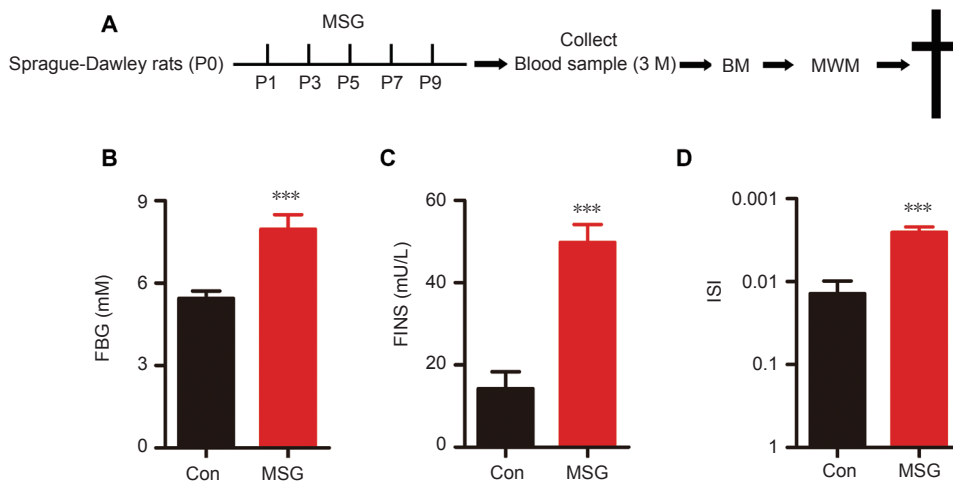 A
MSG
Sprague-Dawley rats (P0)
P1 P3 P5 P7 P9
Collect
Blood sample (3 M)
BM
MWM
B
FBG (mM)
9
6
3
0
***
Con MSG
C
FINS (mU/L)
60
40
20
0
***
Con MSG
D
ISI
0.001
0.01
0.1
1
***
Con MSG